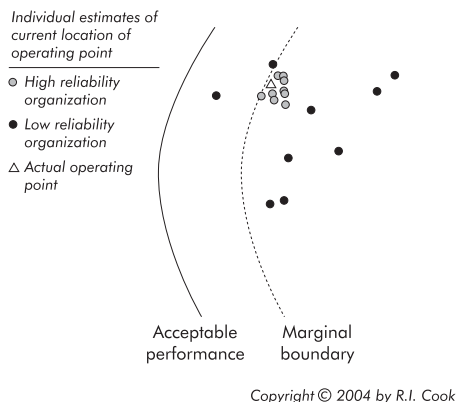 Individual estimates of
current location of
operating point
High reliability
organization
Low reliability
organization
Actual operating
point
Acceptable
performance
Marginal
boundary
Copyright © 2004 by R.I. Cook